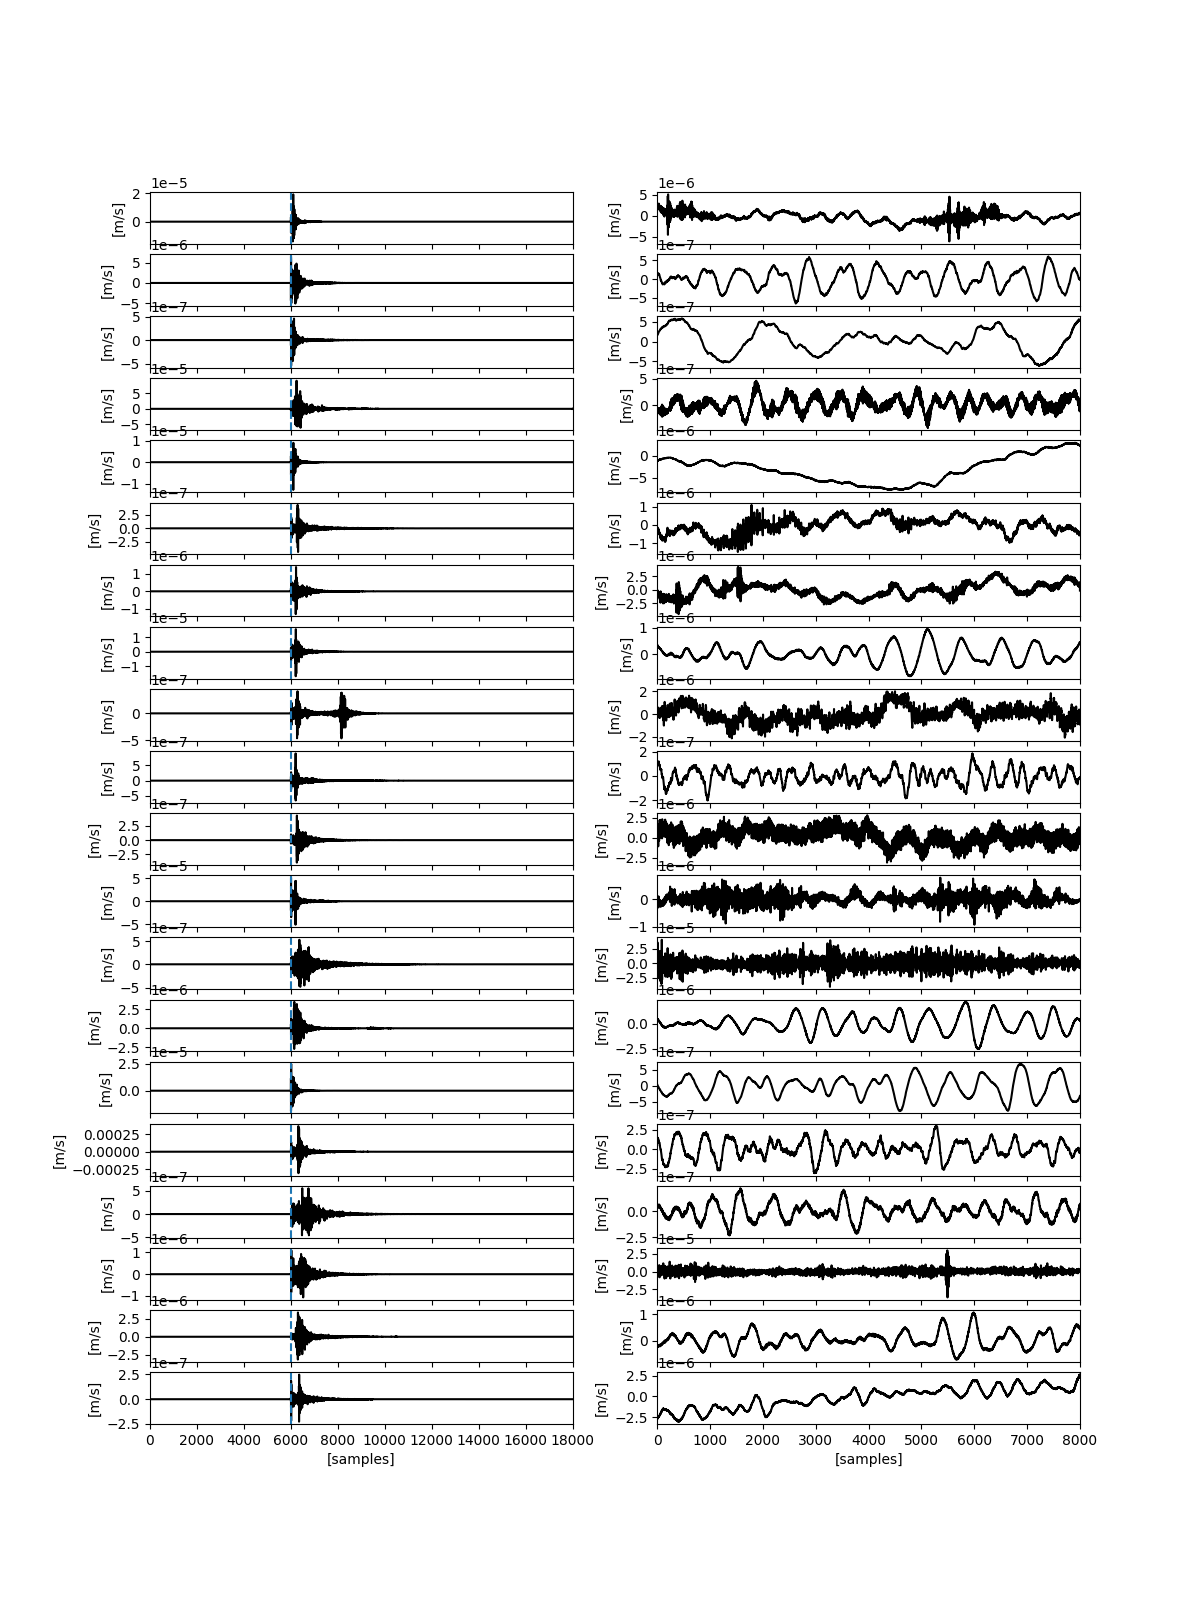 1e−5
2
0
[m/s]
1e−6
5
0
−5
[m/s]
1e−7
5
0
−5
[m/s]
1e−5
5
0
−5
[m/s]
1e−5
1
0
−1
[m/s]
1e−7
2.5
0.0
−2.5
[m/s]
1e−6
1
0
−1
[m/s]
1e−5
1
0
−1
[m/s]
1e−7
0
−5
[m/s]
1e−7
5
0
−5
[m/s]
1e−7
2.5
0.0
−2.5
[m/s]
1e−5
5
0
−5
[m/s]
1e−7
5
0
−5
[m/s]
1e−6
2.5
0.0
−2.5
[m/s]
1e−5
2.5
0.0
[m/s]
0.00025
0.00000
−0.00025
[m/s]
1e−7
5
0
−5
[m/s]
1e−6
1
0
−1
[m/s]
1e−6
2.5
0.0
−2.5
[m/s]
1e−7
2.5
0.0
−2.5
[m/s]
0 2000 4000 6000 8000 10000 12000 14000 16000 18000
[samples]
1e−6
5
0
−5
[m/s]
1e−7
5
0
−5
[m/s]
1e−7
5
0
−5
[m/s]
1e−7
5
0
[m/s]
1e−6
0
−5
[m/s]
1e−6
1
0
−1
[m/s]
1e−6
2.5
0.0
−2.5
[m/s]
1e−6
1
0
[m/s]
1e−6
2
0
−2
[m/s]
1e−7
2
0
−2
[m/s]
1e−6
2.5
0.0
−2.5
[m/s]
1e−6
0
−1
[m/s]
1e−5
2.5
0.0
−2.5
[m/s]
1e−6
0.0
−2.5
[m/s]
1e−7
5
0
−5
[m/s]
1e−7
2.5
0.0
−2.5
[m/s]
1e−7
0.0
−2.5
[m/s]
1e−5
2.5
0.0
−2.5
[m/s]
1e−6
1
0
[m/s]
1e−6
2.5
0.0
−2.5
[m/s]
0 1000 2000 3000 4000 5000 6000 7000 8000
[samples]